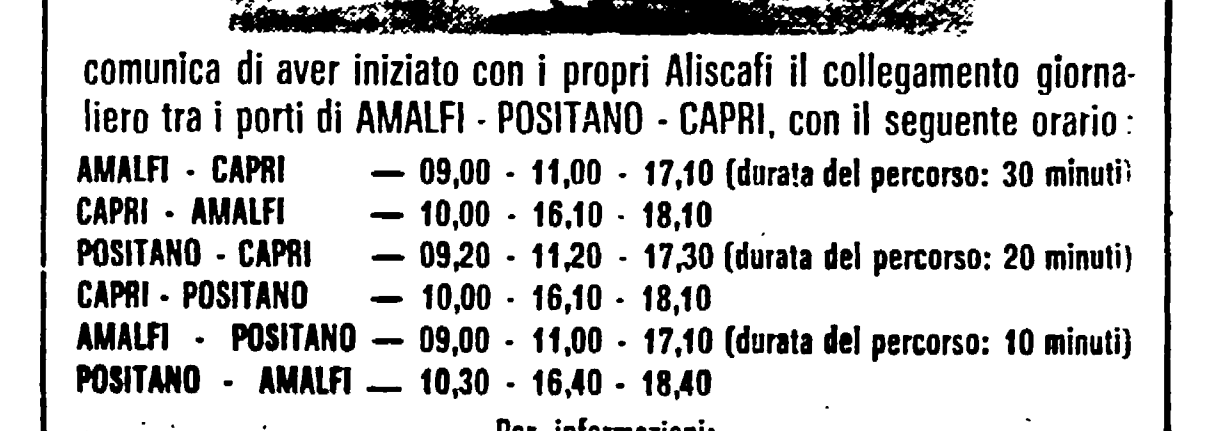 comunica di aver iniziato con i propri Aliscafi il collegamento giorna-
liero tra i porti di AMALFI - POSITANO - CAPRI, con il seguente orario :
AMALFI - CAPRI — 09,00 - 11,00 - 17,10 (durata del percorso: 30 minuti)
CAPRI - AMALFI — 10,00 - 16,10 - 18,10
POSITANO - CAPRI — 09,20 - 11,20 - 17,30 (durata del percorso: 20 minuti)
CAPRI - POSITANO — 10,00 - 16,10 - 18,10
AMALFI - POSITANO — 09,00 - 11,00 - 17,10 (durata del percorso: 10 minuti)
POSITANO - AMALFI — 10,30 - 16,40 - 18,40
Per informazioni: